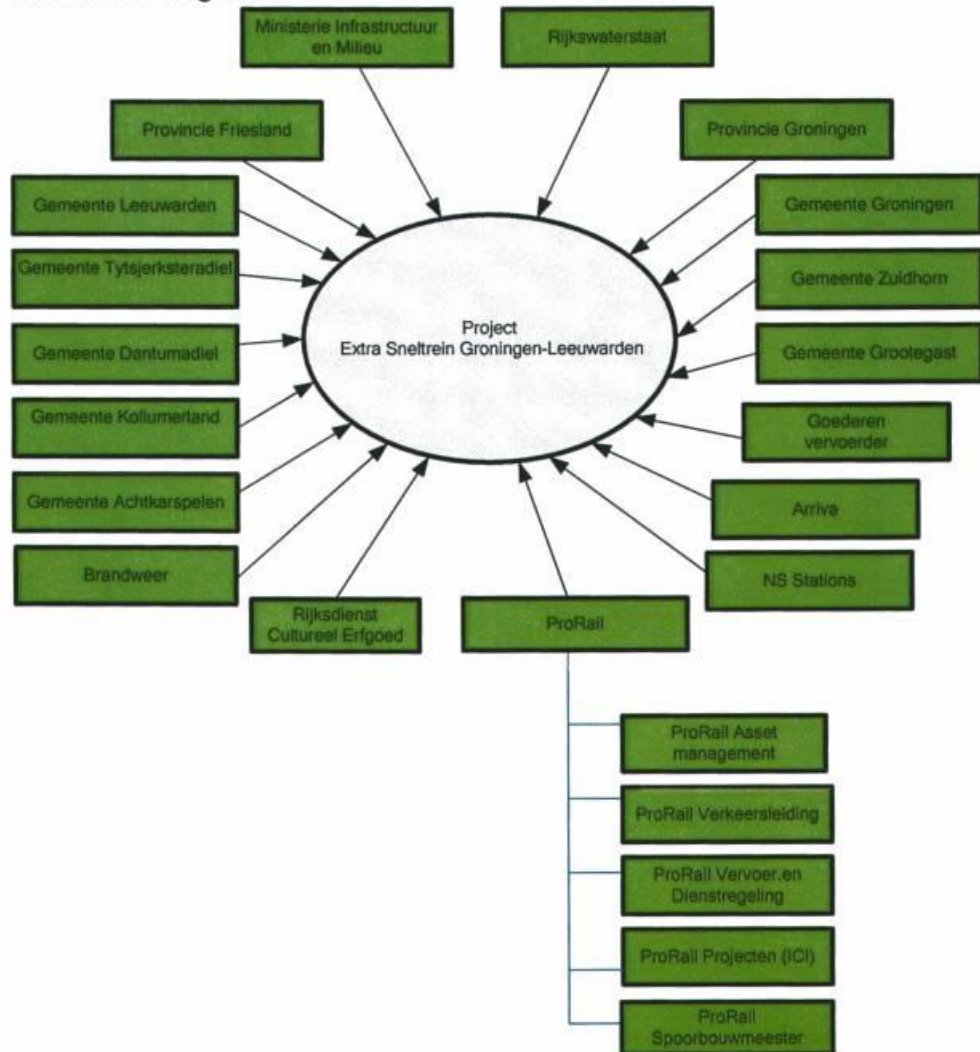 Ministerie Infrastructuur
en Milieu
Rijkswaterstaat
Provincie Friesland
Provincie Groningen
Gemeente Leeuwarden
Gemeente Groningen
Gemeente Tytsjerksteradiel
Gemeente Zuidhorn
Project
Extra Sneltrein Groningen-Leeuwarden
Gemeente Dantumadiel
Gemeente Grootegast
Gemeente Kollumerland
Goederen
vervoerder
Gemeente Achtkarspelen
Arriva
Brandweer
NS Stations
Rijksdienst
Cultureel Erfgoed
ProRail
ProRail Asset
management
ProRail Verkeersleiding
ProRail Vervoer.en
Dienstregeling
ProRail Projecten (ICI)
ProRail
Spoorbouwmeester